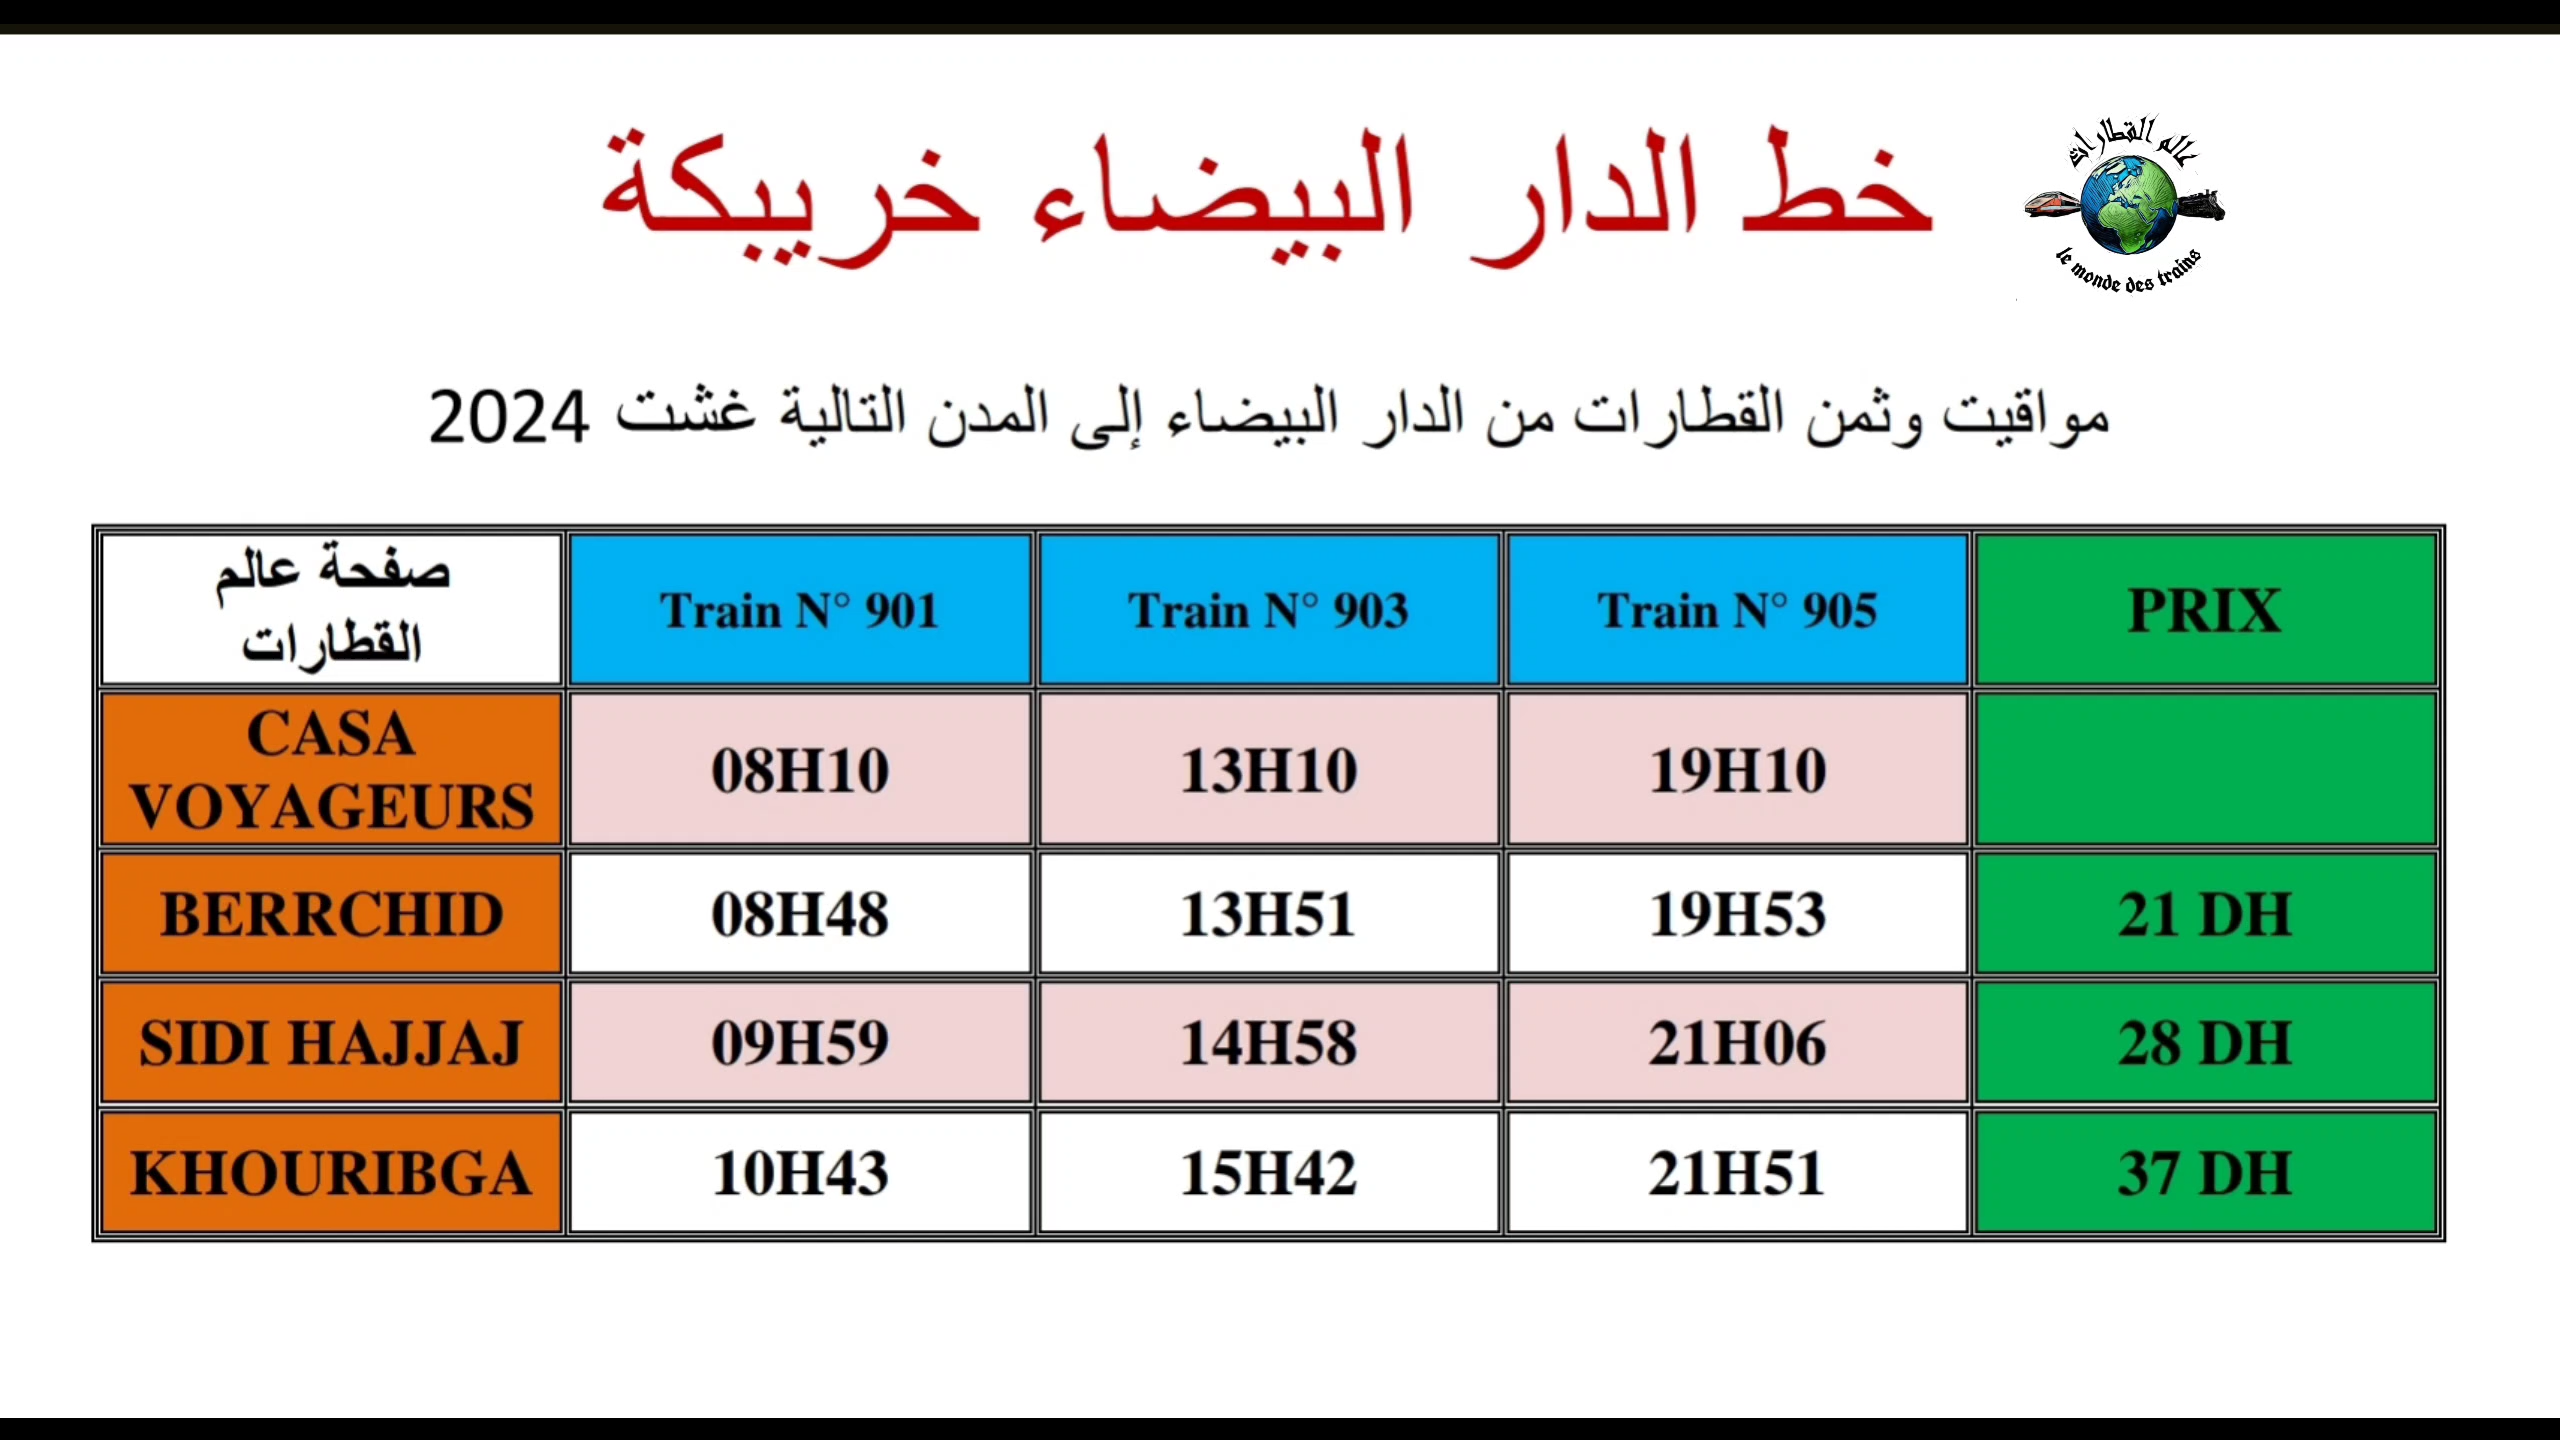 خط الدار البيضاء خريبكة
عالم القطارات
le monde des trains
مواقيت وثمن القطارات من الدار البيضاء إلى المدن التالية غشت 2024
صفحة عالم
القطارات
Train N° 901
Train N° 903
Train N° 905
PRIX
CASA
VOYAGEURS
08H10
13H10
19H10
BERRCHID
08H48
13H51
19H53
21 DH
SIDI HAJJAJ
09H59
14H58
21H06
28 DH
KHOURIBGA
10H43
15H42
21H51
37 DH